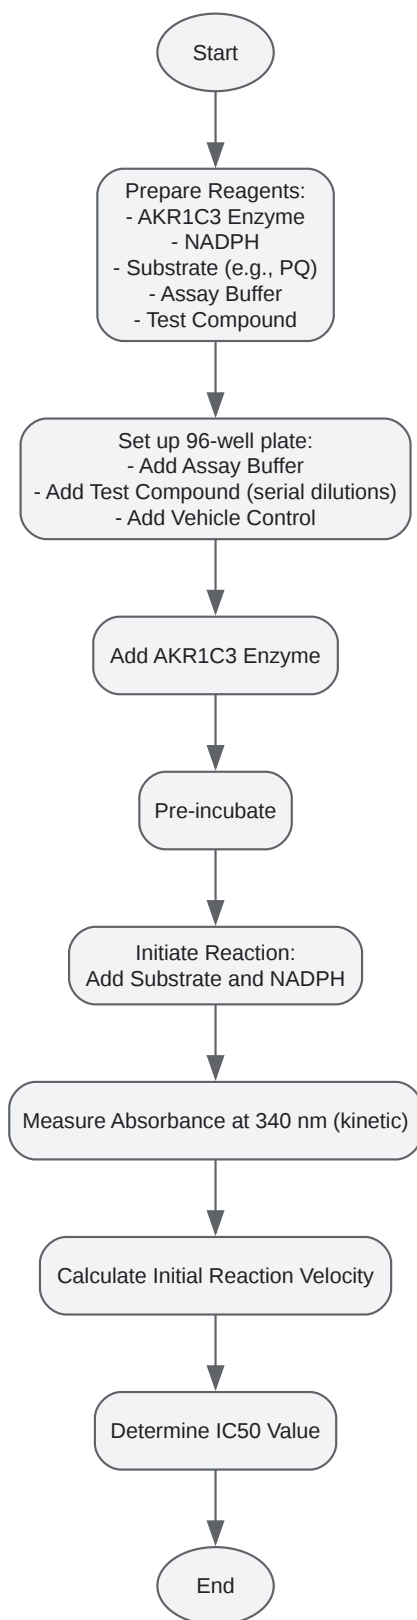 Start
Prepare Reagents:
- AKR1C3 Enzyme
- NADPH
- Substrate (e.g., PQ)
- Assay Buffer
- Test Compound
Set up 96-well plate:
- Add Assay Buffer
- Add Test Compound (serial dilutions)
- Add Vehicle Control
Add AKR1C3 Enzyme
Pre-incubate
Initiate Reaction:
Add Substrate and NADPH
Measure Absorbance at 340 nm (kinetic)
Calculate Initial Reaction Velocity
Determine IC50 Value
End